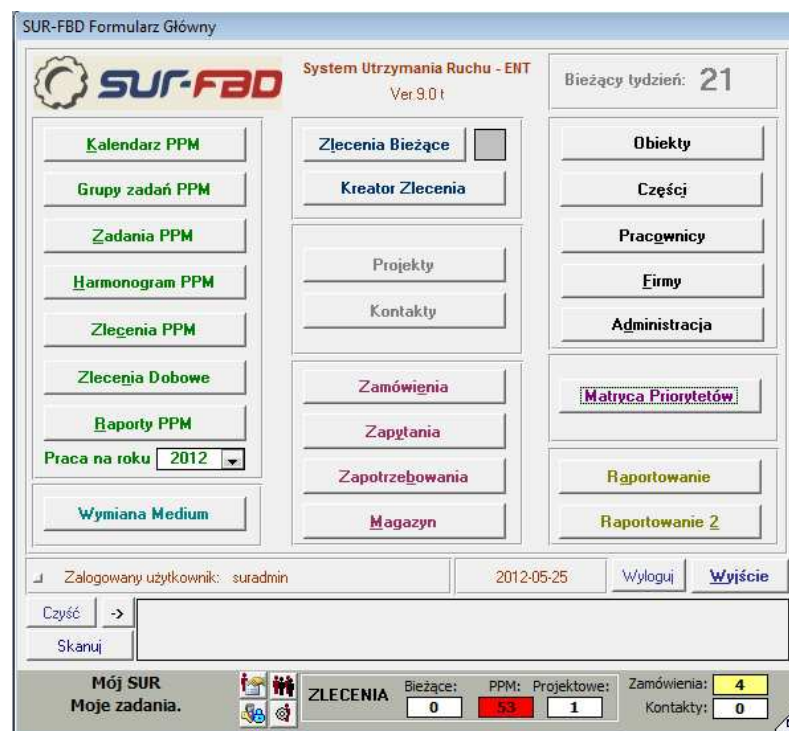 SUR-FBD Formularz Główny
SUR-FBD
System Utrzymania Ruchu - ENT
Ver.9.0 t
Bieżący tydzień: 21
Kalendarz PPM
Grupy zadań PPM
Zadania PPM
Harmonogram PPM
Zlecenia PPM
Zlecenia Dobowe
Raporty PPM
Praca na roku 2012
Wymiana Medium
Zlecenia Bieżące
Kreator Zlecenia
Projekty
Kontakty
Zamówienia
Zapytania
Zapotrzebowania
Magazyn
Obiekty
Części
Pracownicy
Firmy
Administracja
Matryca Priorytetów
Raportowanie
Raportowanie 2
Zalogowany użytkownik: suradmin
2012-05-25
Wyloguj
Wyjście
Czyść ->
Skanuj
Mój SUR
Moje zadania.
ZLECENIA
Bieżące: 0
PPM: 53
Projektowe: 1
Zamówienia: 4
Kontakty: 0